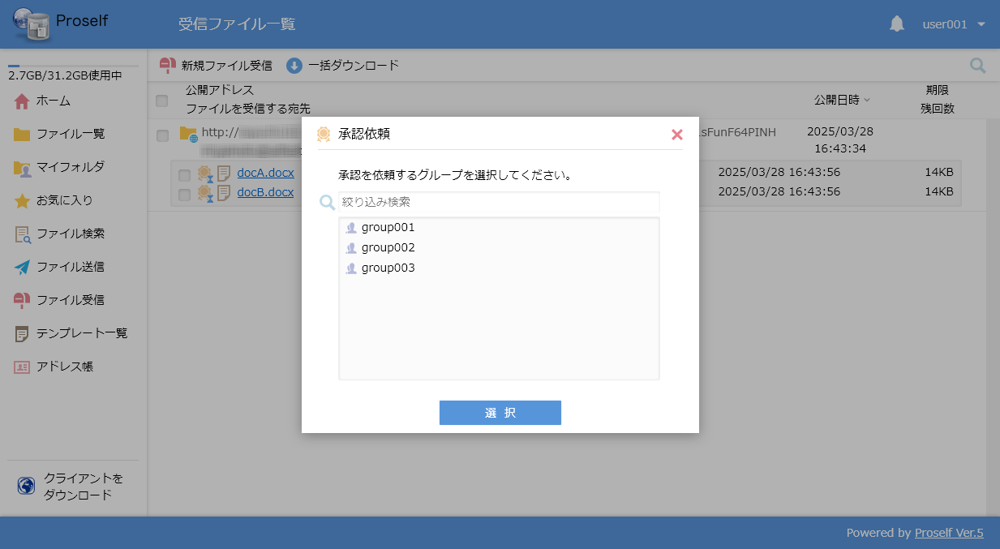 Proself
受信ファイル一覧
user001
2.7GB/31.2GB使用中
ホーム
ファイル一覧
マイフォルダ
お気に入り
ファイル検索
ファイル送信
ファイル受信
テンプレート一覧
アドレス帳
クライアントを
ダウンロード
新規ファイル受信 一括ダウンロード
公開アドレス
ファイルを受信する宛先
公開日時
期限
残回数
http://
sFunF64PINH
2025/03/28
16:43:34
docA.docx 2025/03/28 16:43:56 14KB
docB.docx 2025/03/28 16:43:56 14KB
承認依頼
承認を依頼するグループを選択してください。
絞り込み検索
group001
group002
group003
選 択
Powered by Proself Ver.5